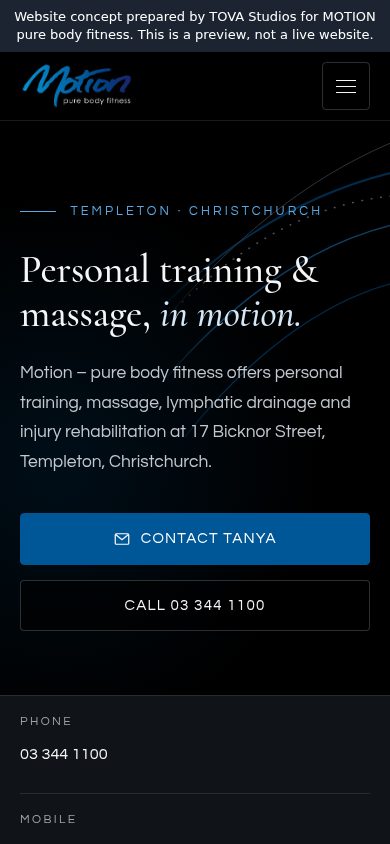 Website concept prepared by TOVA Studios for MOTION
pure body fitness. This is a preview, not a live website.
Motion
pure body fitness
TEMPLETON · CHRISTCHURCH
Personal training &
massage, in motion.
Motion – pure body fitness offers personal
training, massage, lymphatic drainage and
injury rehabilitation at 17 Bicknor Street,
Templeton, Christchurch.
CONTACT TANYA
CALL 03 344 1100
PHONE
03 344 1100
MOBILE